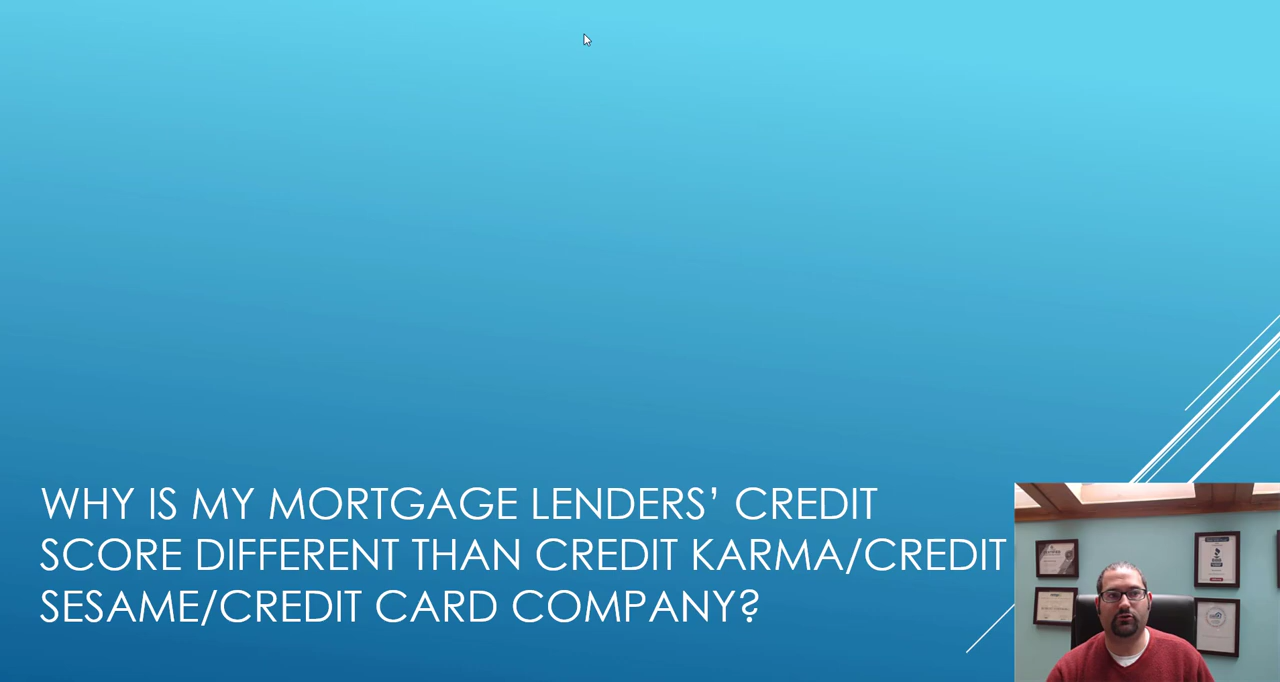 WHY IS MY MORTGAGE LENDERS’ CREDIT
SCORE DIFFERENT THAN CREDIT KARMA/CREDIT
SESAME/CREDIT CARD COMPANY?